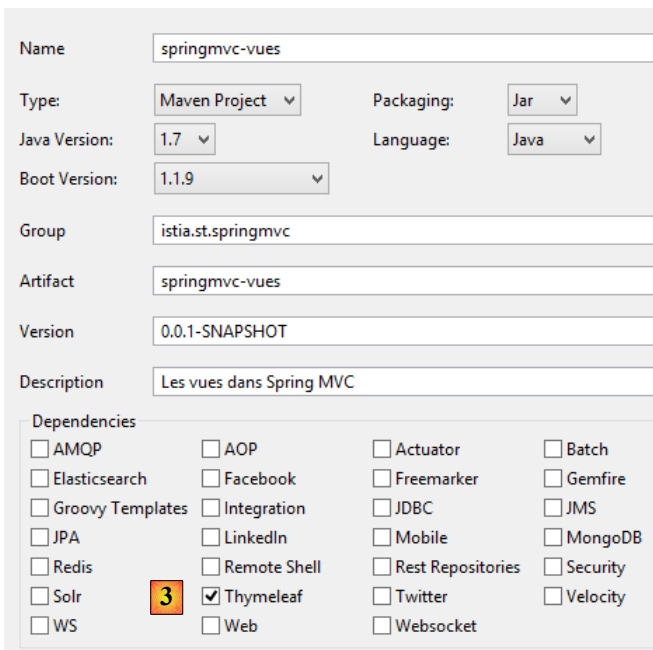 Name springmvc-vues
Type: Maven Project Packaging: Jar
Java Version: 1.7 Language: Java
Boot Version: 1.1.9
Group istia.st.springmvc
Artifact springmvc-vues
Version 0.0.1-SNAPSHOT
Description Les vues dans Spring MVC
Dependencies
AMQP AOP Actuator Batch
Elasticsearch Facebook Freemarker Gemfire
Groovy Templates Integration JDBC JMS
JPA LinkedIn Mobile MongoDB
Redis Remote Shell Rest Repositories Security
Solr 3 Thymeleaf Twitter Velocity
WS Web Websocket